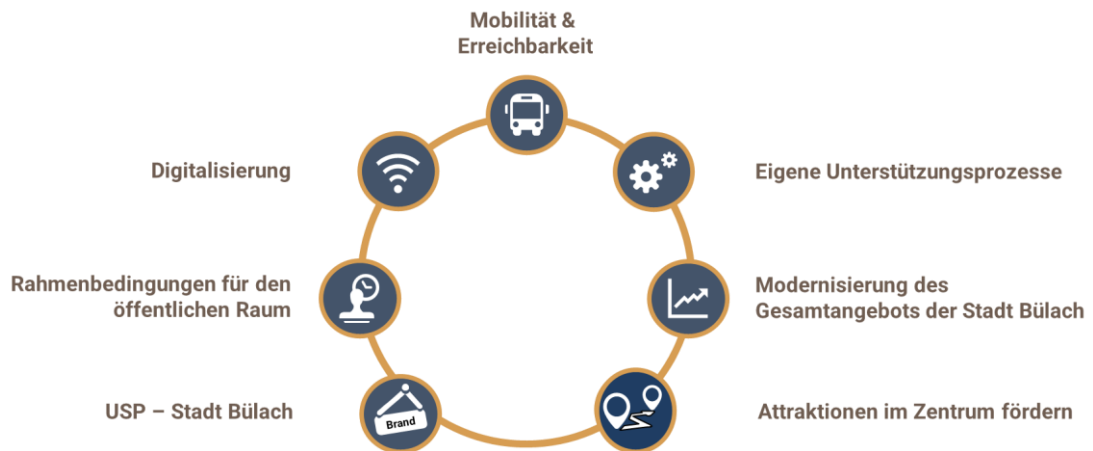 Mobilität &
Erreichbarkeit
Digitalisierung
Eigene Unterstützungsprozesse
Rahmenbedingungen für den
öffentlichen Raum
Modernisierung des
Gesamtangebots der Stadt Bülach
USP – Stadt Bülach
Brand
Attraktionen im Zentrum fördern